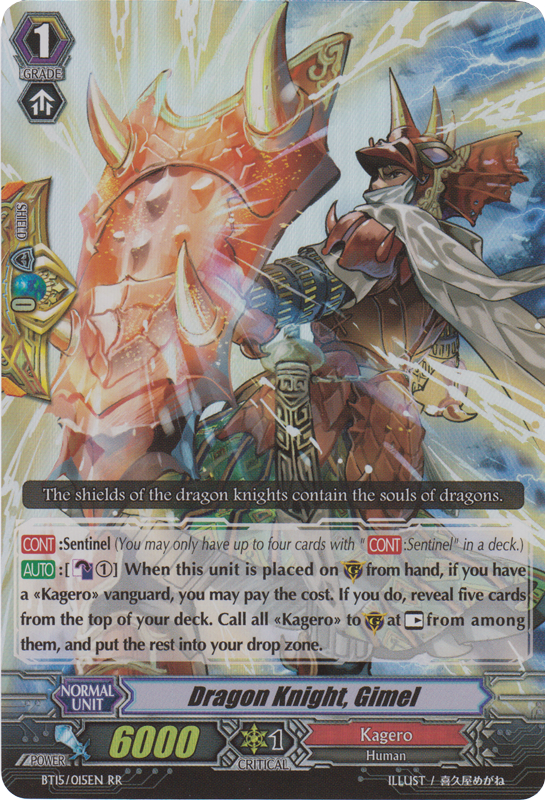 1
GRADE
SHIELD
0
The shields of the dragon knights contain the souls of dragons.
CONT :Sentinel (You may only have up to four cards with " CONT :Sentinel" in a deck.)
AUTO :[ ①] When this unit is placed on G from hand, if you have
a «Kagero» vanguard, you may pay the cost. If you do, reveal five cards
from the top of your deck. Call all «Kagero» to G at from among
them, and put the rest into your drop zone.
NORMAL
UNIT
Dragon Knight, Gimel
POWER
6000
1
CRITICAL
Kagero
Human
BT15/015EN RR
ILLUST / 喜久屋めがね